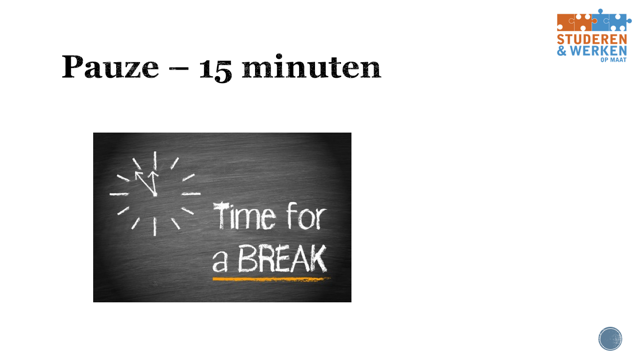 Pauze – 15 minuten
STUDEREN
& WERKEN
OP MAAT
Time for
a BREAK